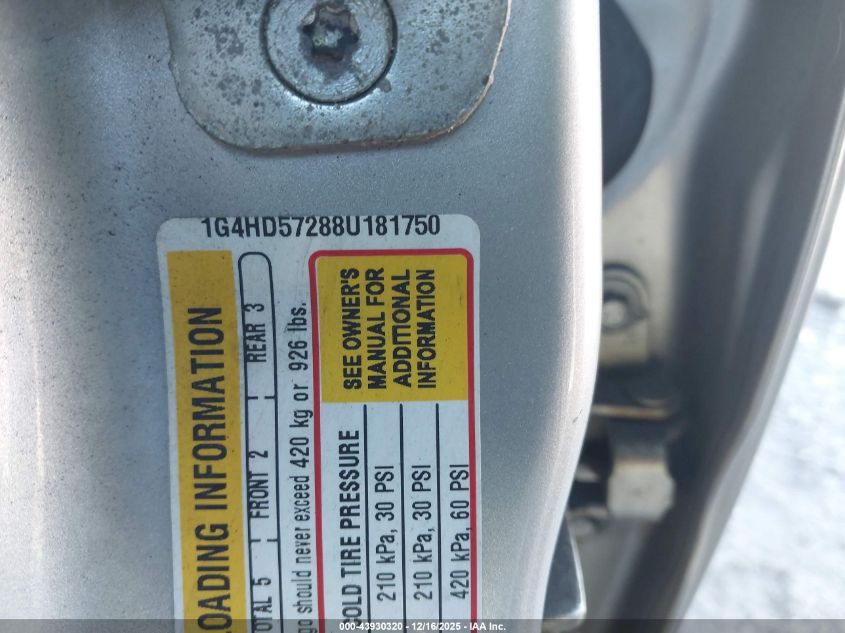 1G4HD57288U181750
OADING INFORMATION
OTAL 5 FRONT 2 REAR 3
go should never exceed 420 kg or 926 lbs.
SEE OWNER'S
MANUAL FOR
ADDITIONAL
INFORMATION
OLD TIRE PRESSURE
210 kPa, 30 PSI
210 kPa, 30 PSI
420 kPa, 60 PSI
000-43930320 - 12/16/2025 - IAA Inc.